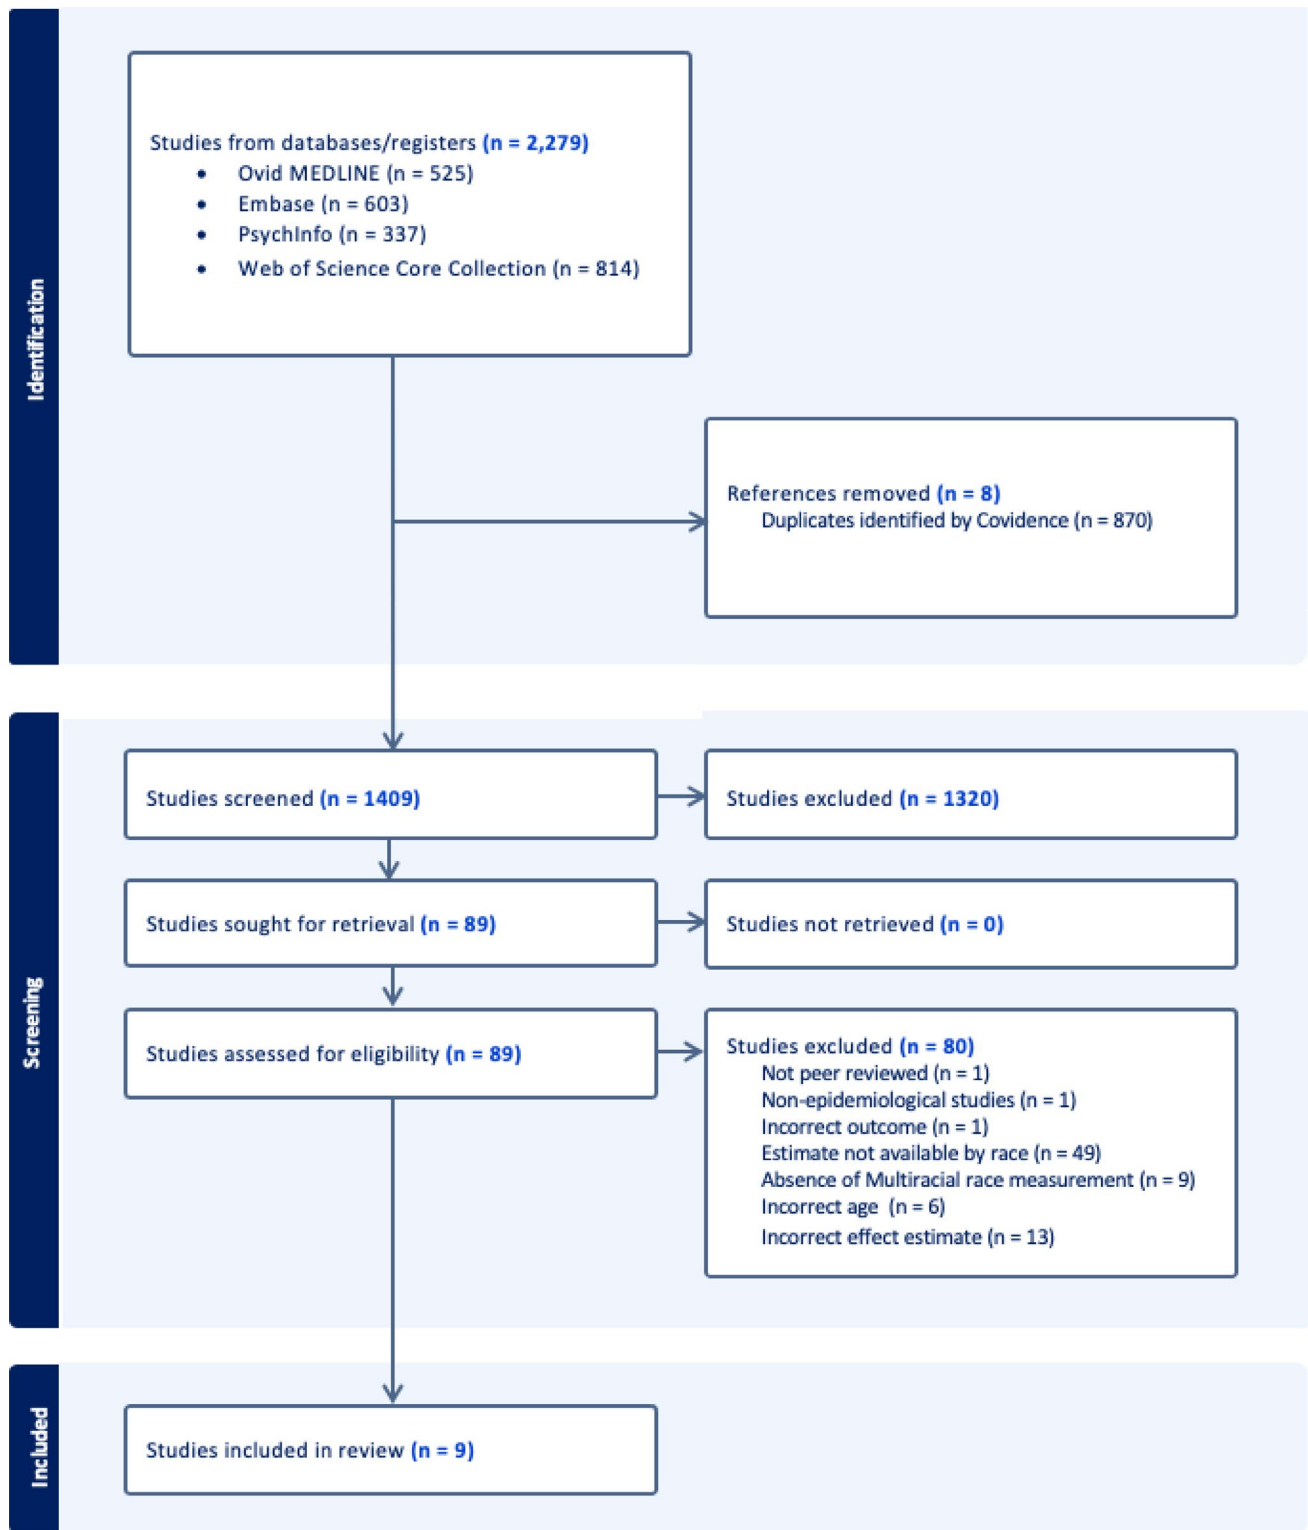 Identification
Studies from databases/registers (n = 2,279)
• Ovid MEDLINE (n = 525)
• Embase (n = 603)
• PsychInfo (n = 337)
• Web of Science Core Collection (n = 814)
References removed (n = 8)
Duplicates identified by Covidence (n = 870)
Screening
Studies screened (n = 1409)
Studies excluded (n = 1320)
Studies sought for retrieval (n = 89)
Studies not retrieved (n = 0)
Studies assessed for eligibility (n = 89)
Studies excluded (n = 80)
Not peer reviewed (n = 1)
Non-epidemiological studies (n = 1)
Incorrect outcome (n = 1)
Estimate not available by race (n = 49)
Absence of Multiracial race measurement (n = 9)
Incorrect age (n = 6)
Incorrect effect estimate (n = 13)
Included
Studies included in review (n = 9)